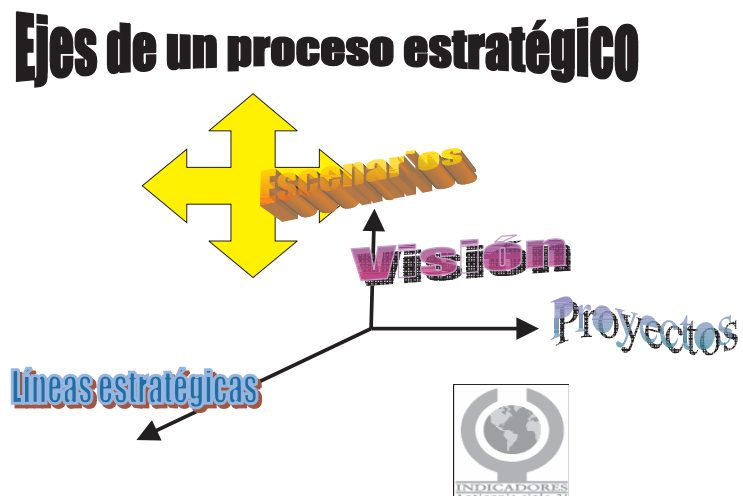 Ejes de un proceso estratégico
Escenarios
Visión
Proyectos
Líneas estratégicas
INDICADORES